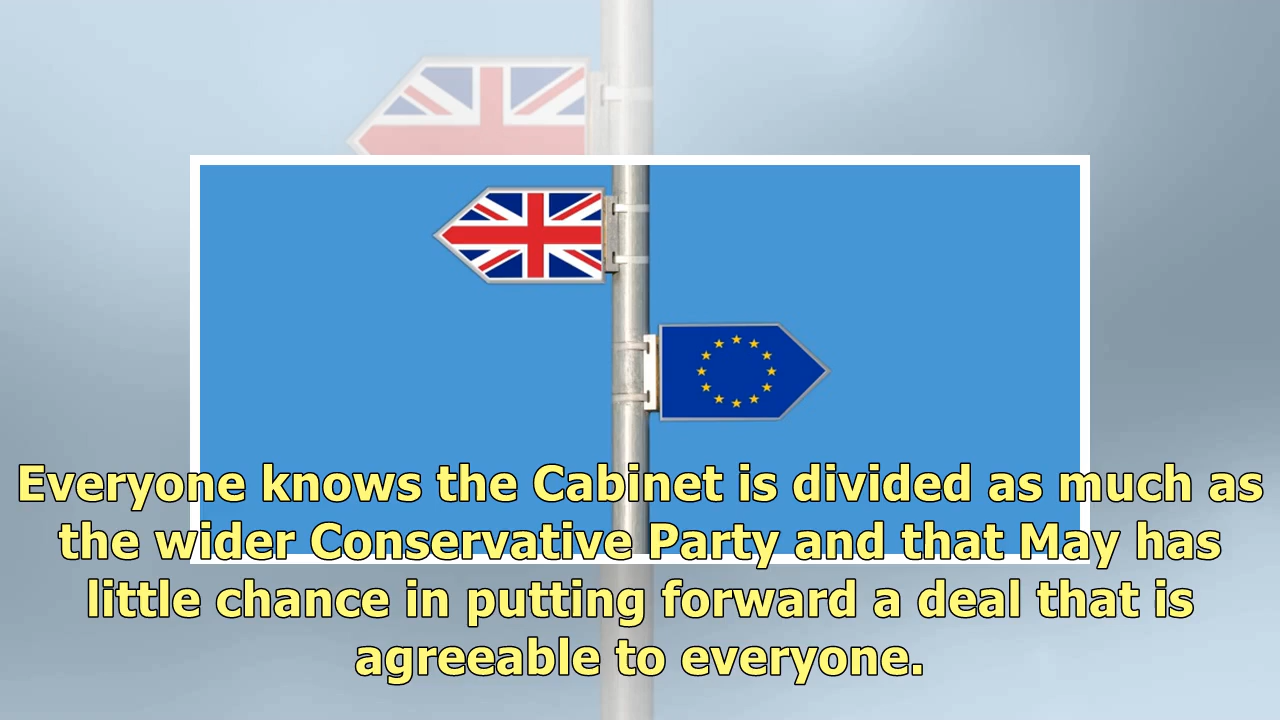 Everyone knows the Cabinet is divided as much as
the wider Conservative Party and that May has
little chance in putting forward a deal that is
agreeable to everyone.